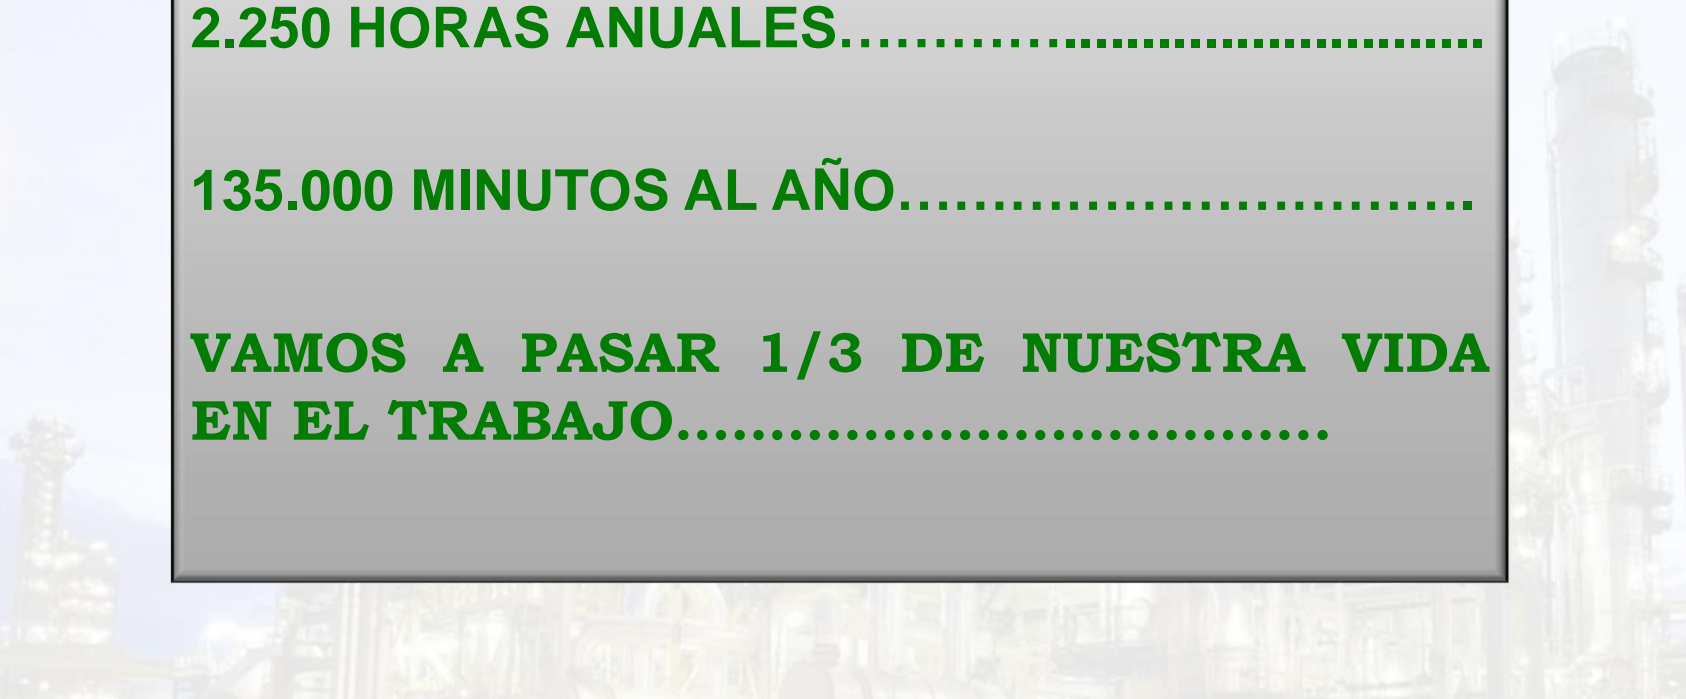 2.250 HORAS ANUALES…………...........................
135.000 MINUTOS AL AÑO…………………………….
VAMOS A PASAR 1/3 DE NUESTRA VIDA
EN EL TRABAJO………………………………